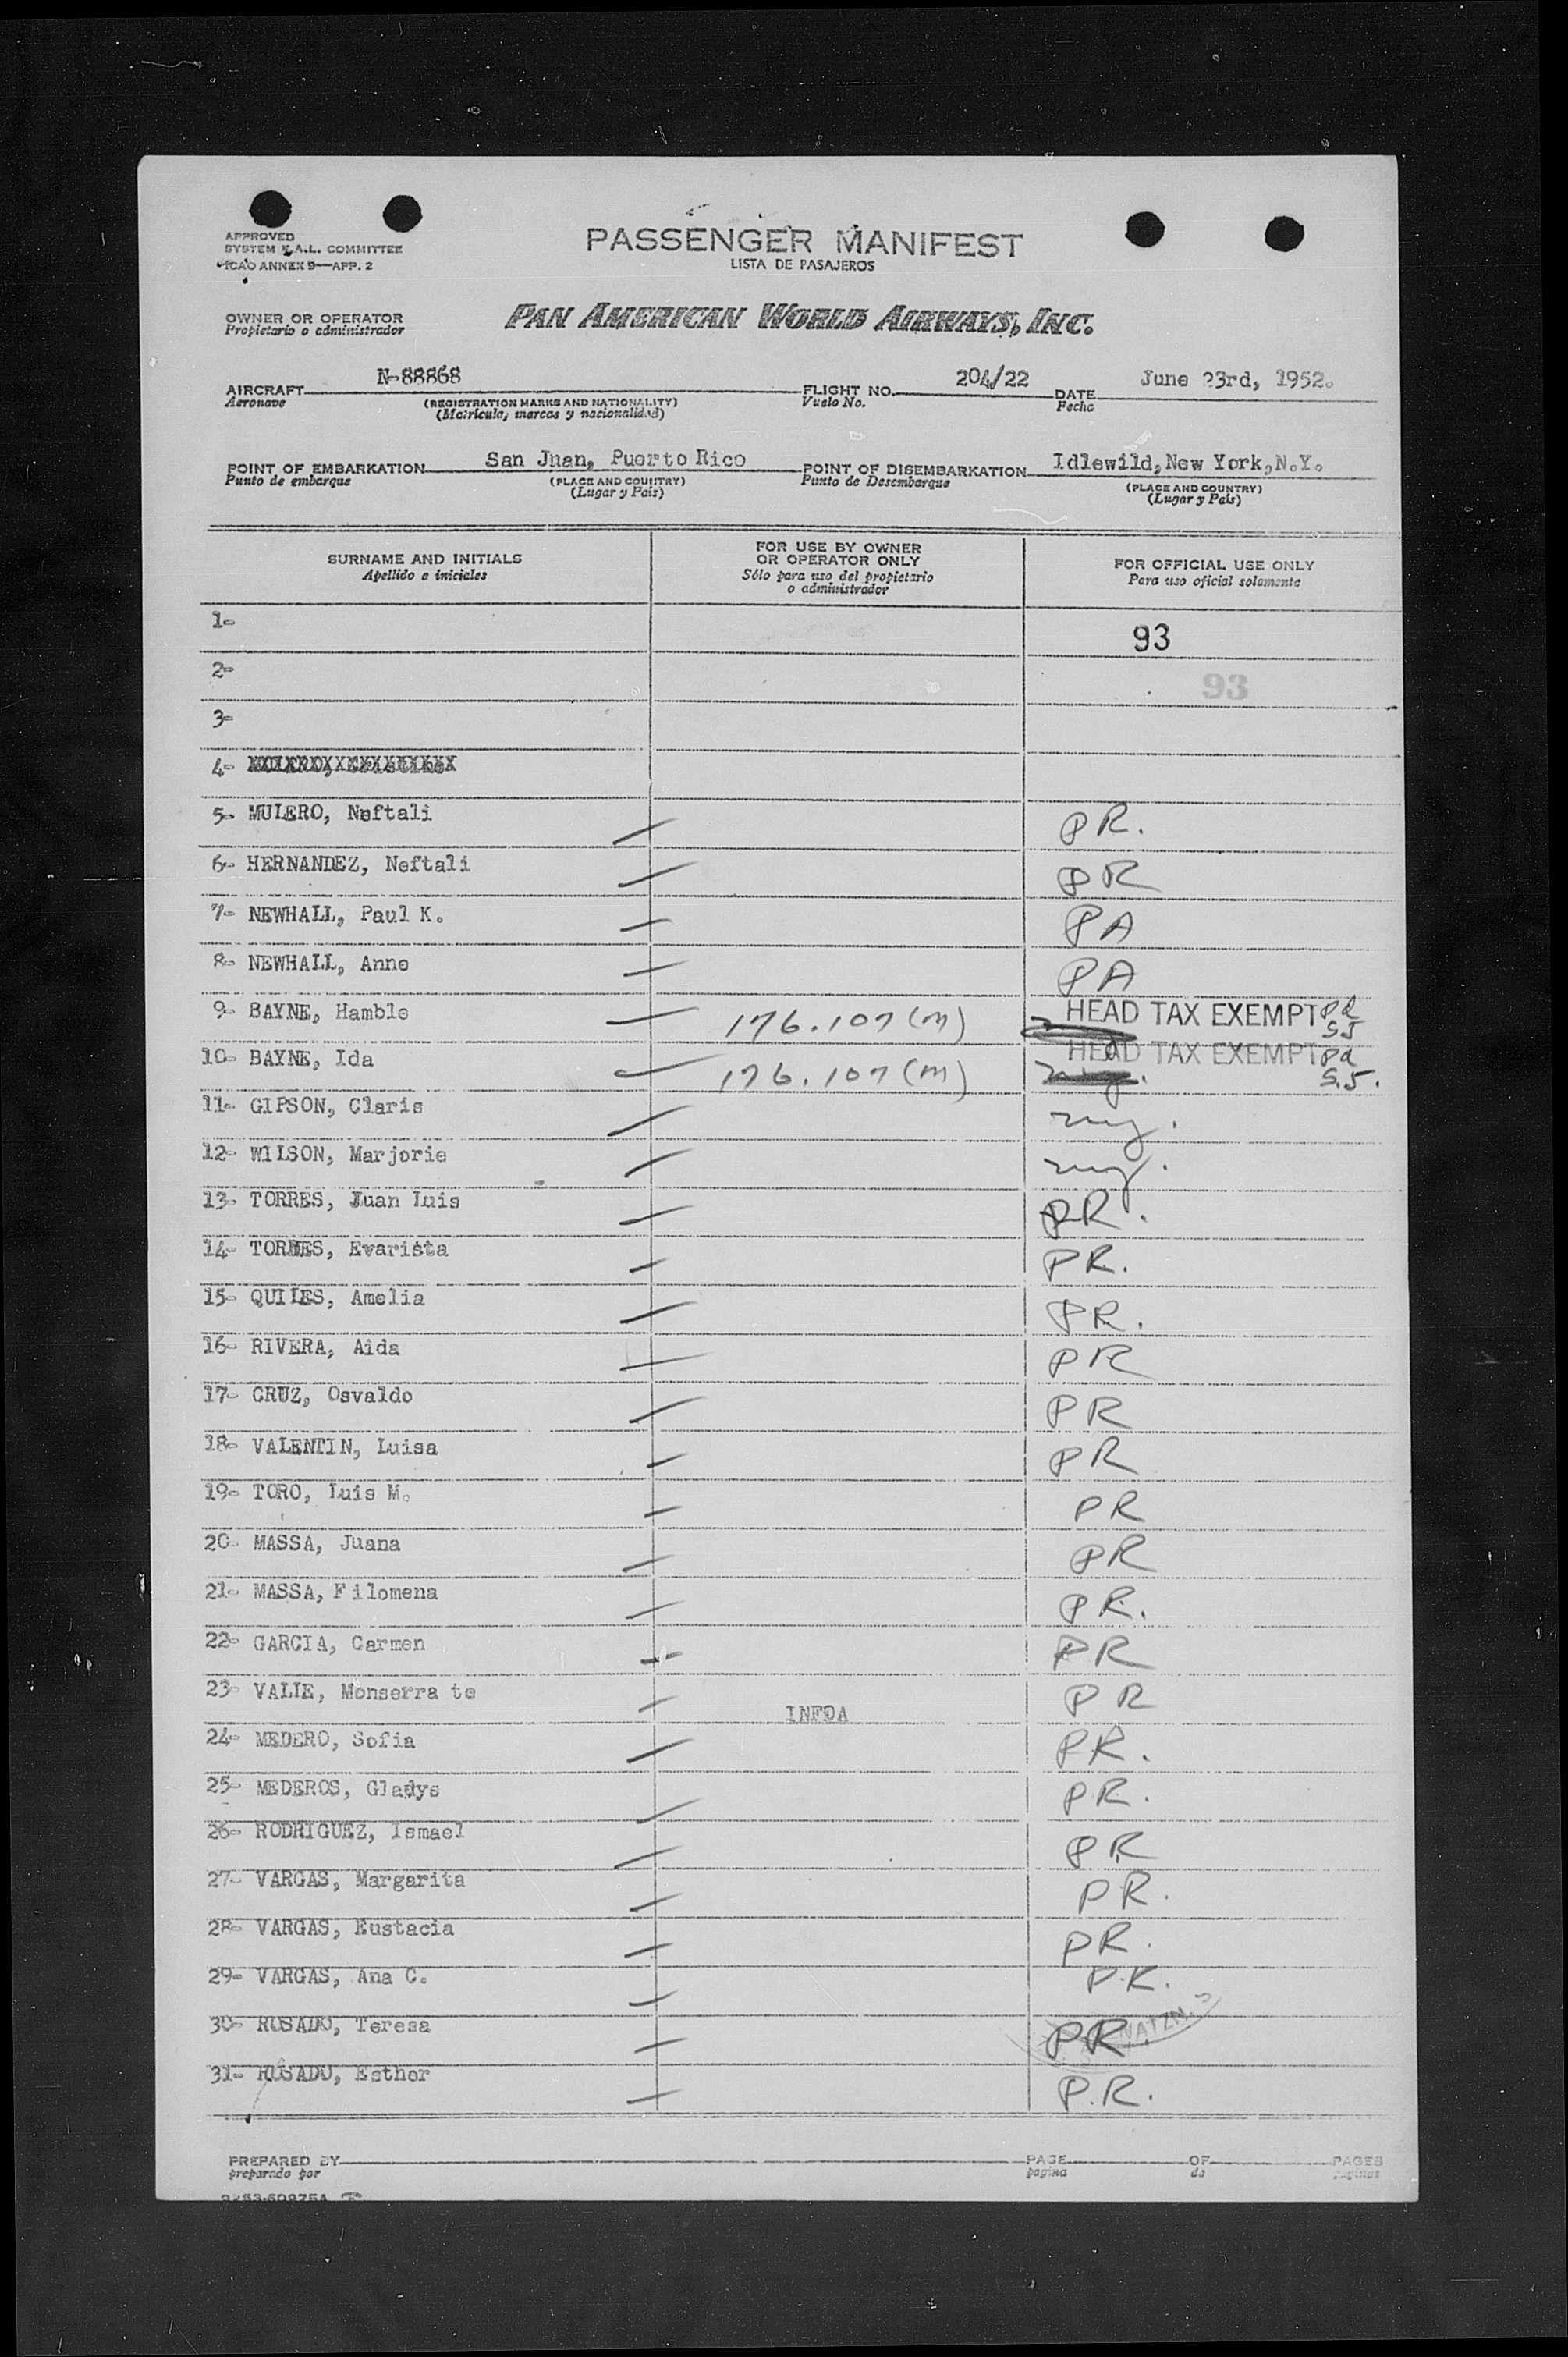 APPROVED
SYSTEM F.A.L. COMMITTEE
ICAO ANNEX 9—APP. 2
PASSENGER MANIFEST
LISTA DE PASAJEROS
OWNER OR OPERATOR
Propietario o administrador
PAN AMERICAN WORLD AIRWAYS, INC.
AIRCRAFT N-88868 FLIGHT NO. 204/22 DATE June 23rd, 1952.
Aeronave (REGISTRATION MARKS AND NATIONALITY) Vuelo No. Fecha
(Matricula, marcas y nacionalidad)
POINT OF EMBARKATION San Juan, Puerto Rico POINT OF DISEMBARKATION Idlewild, New York, N.Y.
Punto de embarque (PLACE AND COUNTRY) Punto de Desembarque (PLACE AND COUNTRY)
(Lugar y País) (Lugar y País)
SURNAME AND INITIALS
Apellido e iniciales
FOR USE BY OWNER
OR OPERATOR ONLY
Sólo para uso del propietario
o administrador
FOR OFFICIAL USE ONLY
Para uso oficial solamente
1-
93
2-
93
3-
4-
5- MULERO, Neftali PR.
6- HERNANDEZ, Neftali PR
7- NEWHALL, Paul K. PA
8- NEWHALL, Anne PA
9- BAYNE, Hamble 176.107 (m) HEAD TAX EXEMPT Pd SJ
10- BAYNE, Ida 176.107 (m) HEAD TAX EXEMPT Pd S.J.
11- GIPSON, Claris ny.
12- WILSON, Marjorie ny.
13- TORRES, Juan Luis PR.
14- TORRES, Evarista PR.
15- QUILES, Amelia PR.
16- RIVERA, Aida PR
17- CRUZ, Osvaldo PR
18- VALENTIN, Luisa PR
19- TORO, Luis M. PR
20- MASSA, Juana PR
21- MASSA, Filomena PR.
22- GARCIA, Carmen PR
23- VALLE, Monserra te PR
INFOA
24- MEDERO, Sofia PR.
25- MEDEROS, Gladys PR.
26- RODRIGUEZ, Ismael PR
27- VARGAS, Margarita PR.
28- VARGAS, Eustacia PR.
29- VARGAS, Ana C. P.R.
30- ROSADO, Teresa PR.
31- ROSADO, Esther P.R.
PREPARED BY PAGE OF PAGES
preparado por pagina de paginas